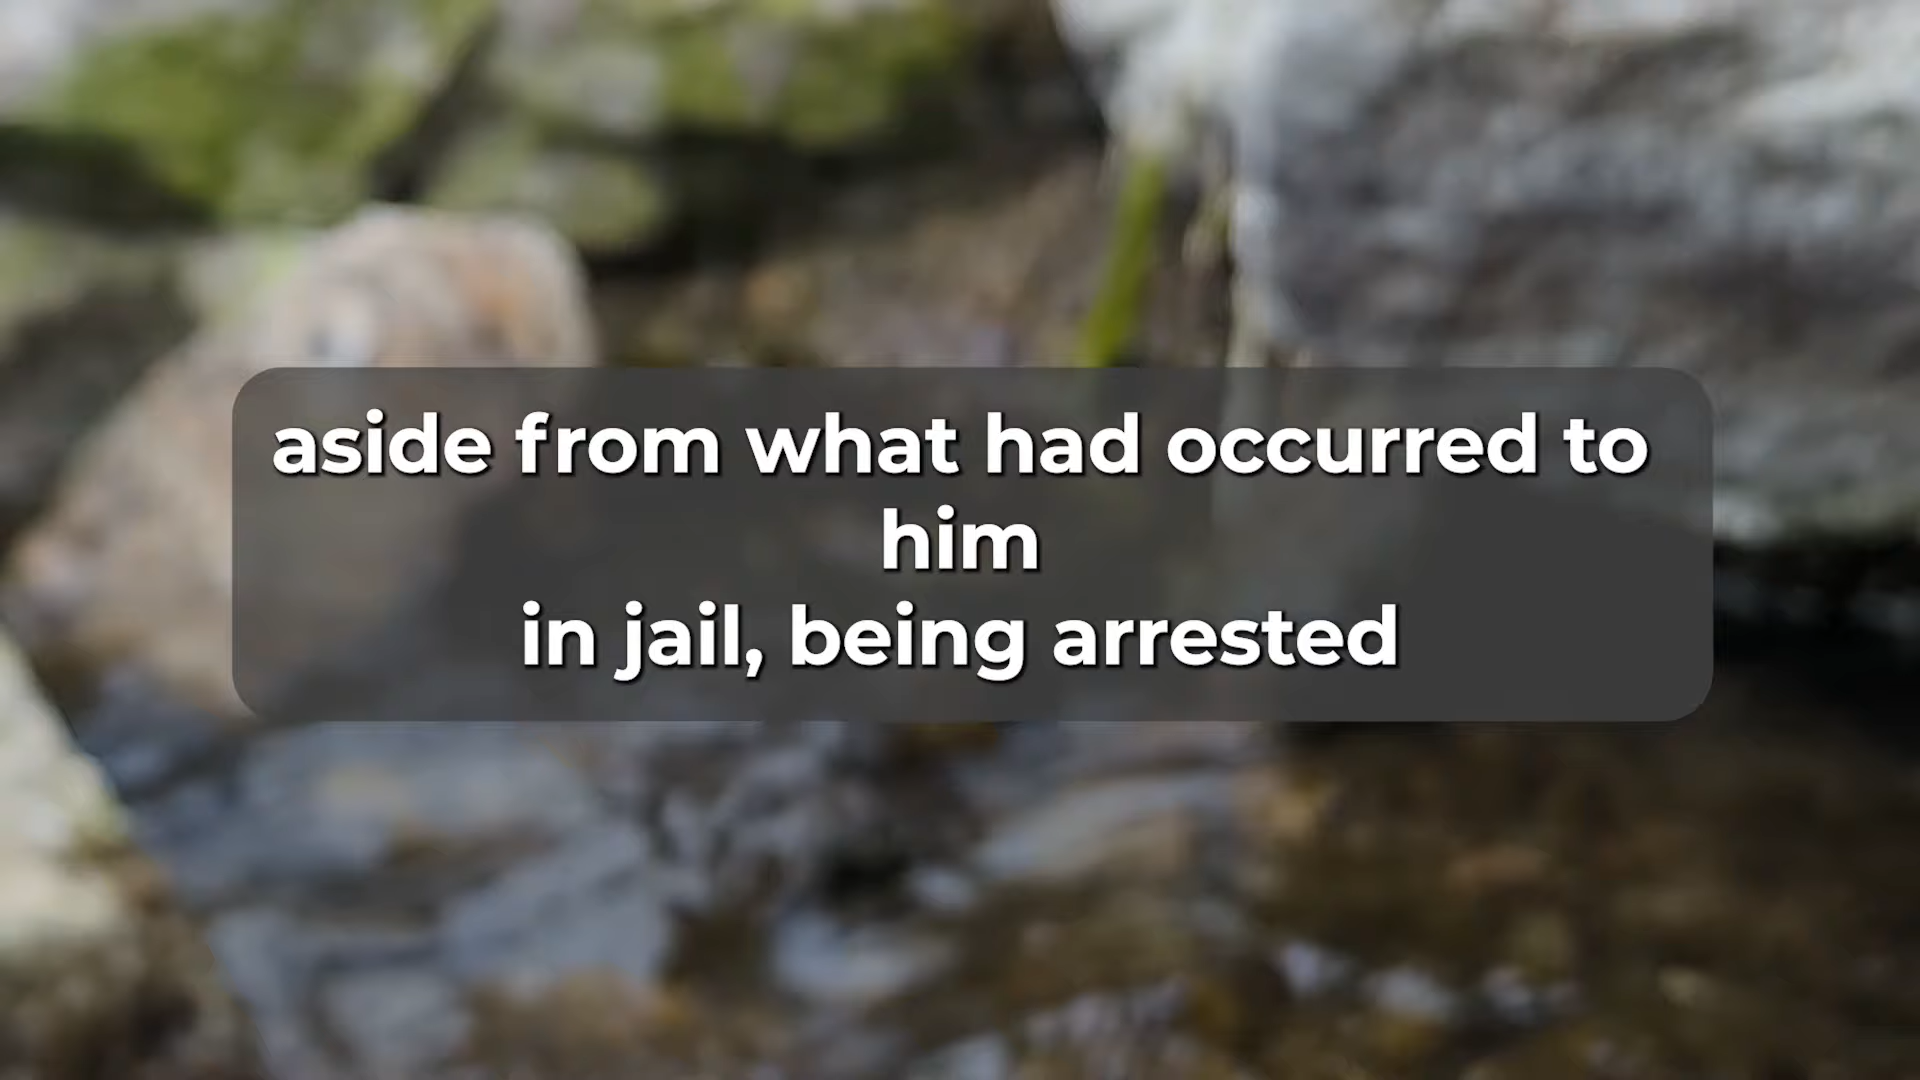 aside from what had occurred to
him
in jail, being arrested